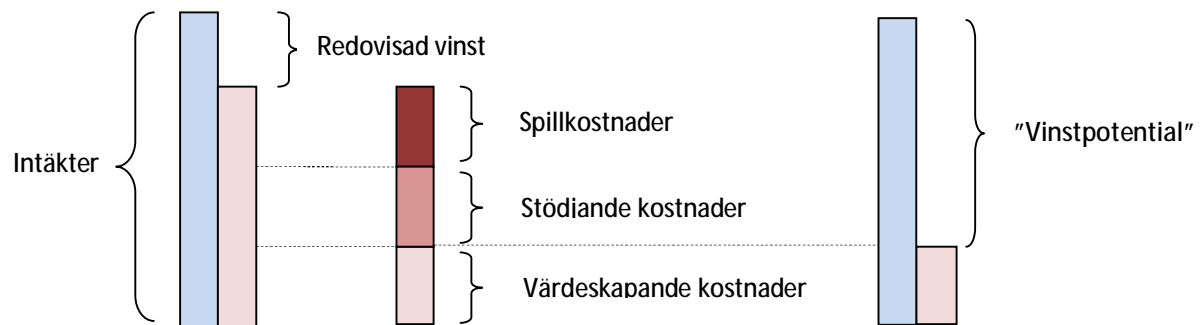 Redovisad vinst
Spillkostnader
"Vinstpotential"
Intäkter
Stödjande kostnader
Värdeskapande kostnader